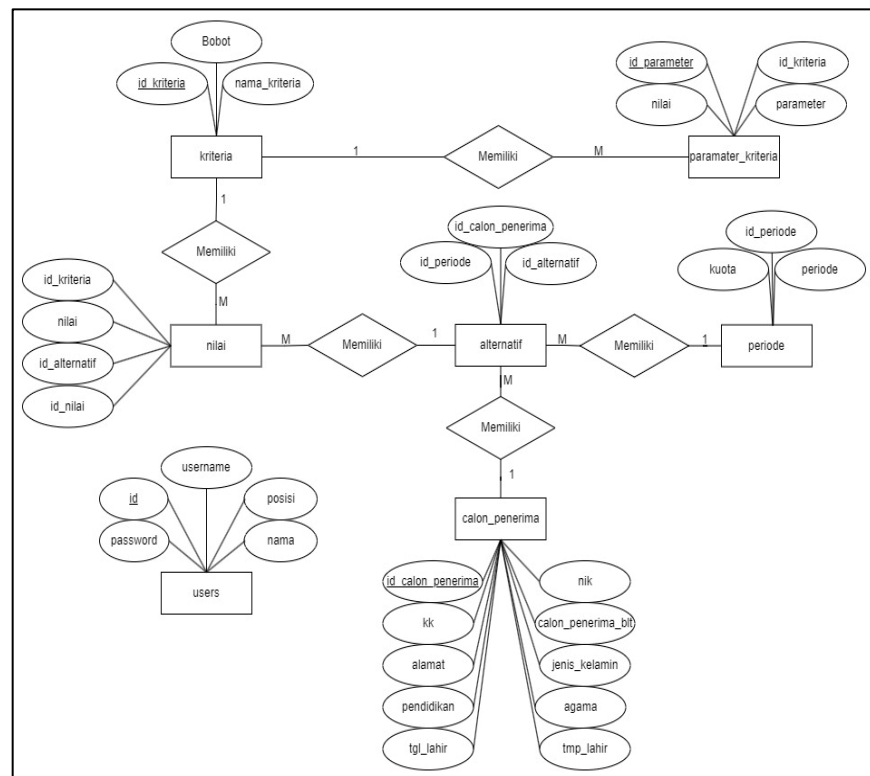 Bobot
id_kriteria
nama_kriteria
kriteria
1
Memiliki
M
id_parameter
id_kriteria
nilai
parameter
paramater_kriteria
1
Memiliki
M
id_calon_penerima
id_periode
id_alternatif
id_periode
kuota
periode
id_kriteria
nilai
id_alternatif
id_nilai
nilai
M
Memiliki
1
alternatif
M
Memiliki
1
periode
M
Memiliki
1
username
id
posisi
password
nama
users
calon_penerima
id_calon_penerima
nik
kk
calon_penerima_blt
alamat
jenis_kelamin
pendidikan
agama
tgl_lahir
tmp_lahir